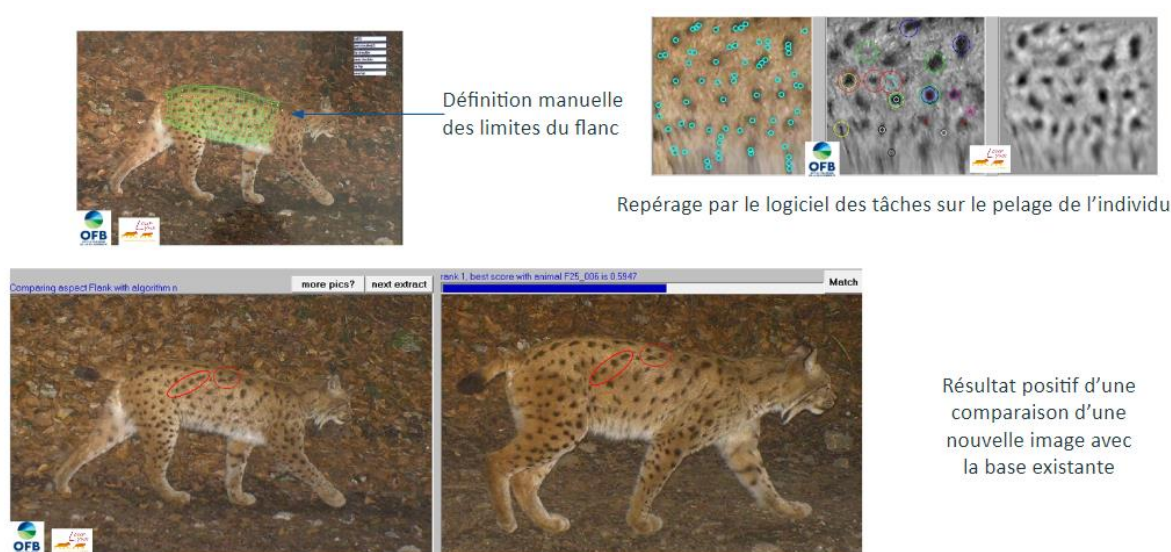 Définition manuelle
des limites du flanc
OFB
Repérage par le logiciel des tâches sur le pelage de l'individu
OFB
Comparing aspect Flank with algorithm n
more pics?
next extract
rank 1, best score with animal F25_006 is 0.5947
Match
Résultat positif d'une
comparaison d'une
nouvelle image avec
la base existante
OFB